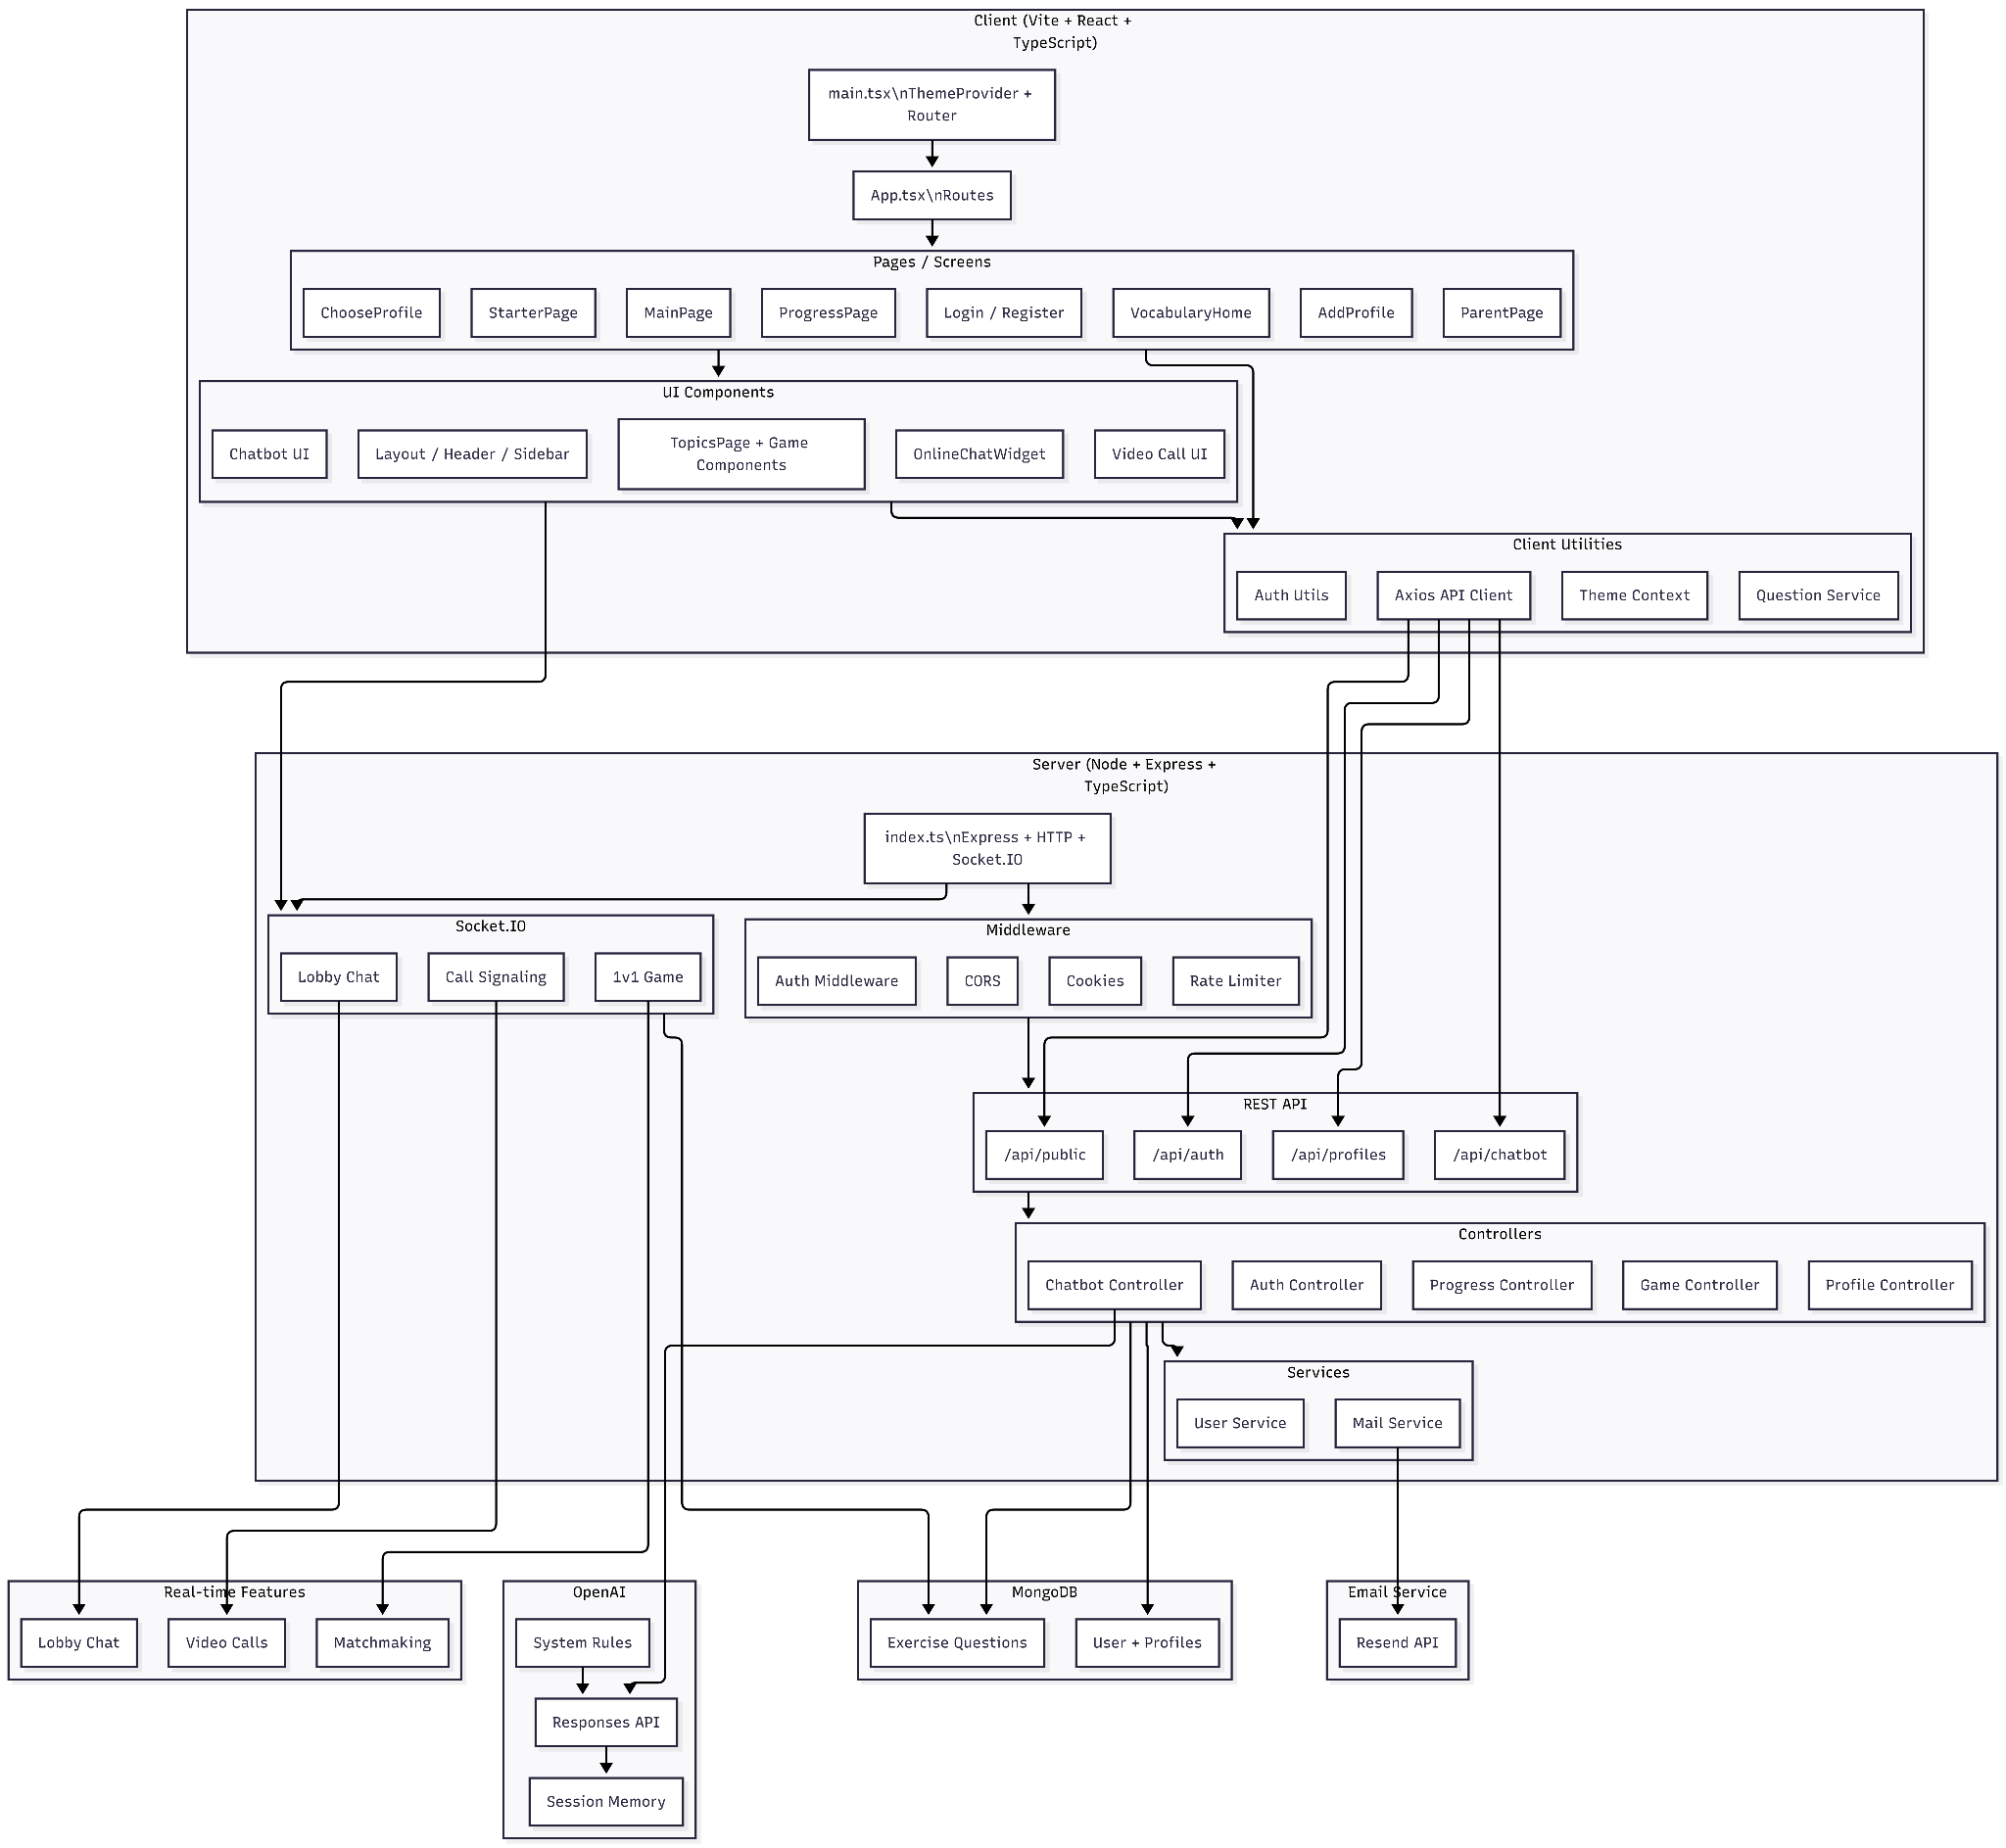 Client (Vite + React +
TypeScript)
main.tsx\nThemeProvider +
Router
App.tsx\nRoutes
Pages / Screens
ChooseProfile
StarterPage
MainPage
ProgressPage
Login / Register
VocabularyHome
AddProfile
ParentPage
UI Components
Chatbot UI
Layout / Header / Sidebar
TopicsPage + Game
Components
OnlineChatWidget
Video Call UI
Client Utilities
Auth Utils
Axios API Client
Theme Context
Question Service
Server (Node + Express +
TypeScript)
index.ts\nExpress + HTTP +
Socket.IO
Socket.IO
Lobby Chat
Call Signaling
1v1 Game
Middleware
Auth Middleware
CORS
Cookies
Rate Limiter
REST API
/api/public
/api/auth
/api/profiles
/api/chatbot
Controllers
Chatbot Controller
Auth Controller
Progress Controller
Game Controller
Profile Controller
Services
User Service
Mail Service
Real-time Features
Lobby Chat
Video Calls
Matchmaking
OpenAI
System Rules
Responses API
Session Memory
MongoDB
Exercise Questions
User + Profiles
Email Service
Resend API